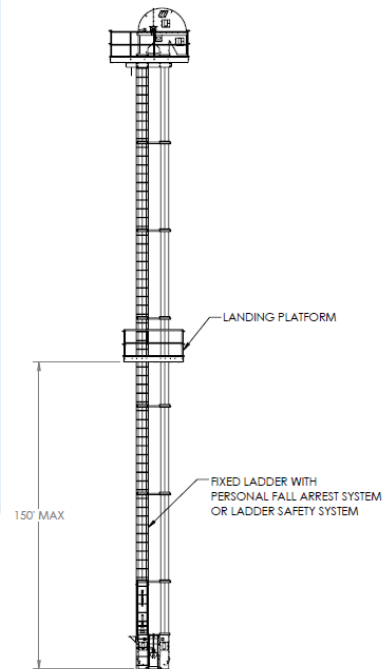 LANDING PLATFORM
FIXED LADDER WITH
PERSONAL FALL ARREST SYSTEM
OR LADDER SAFETY SYSTEM
150' MAX